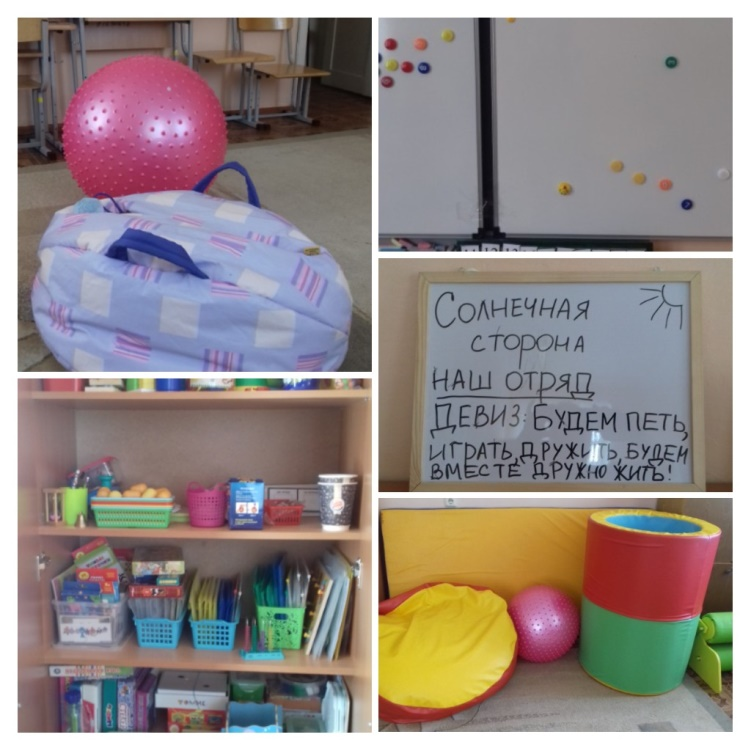 Солнечная
сторона
наш отряд
Девиз: Будем петь,
играть, дружить, будем
вместе дружно жить!